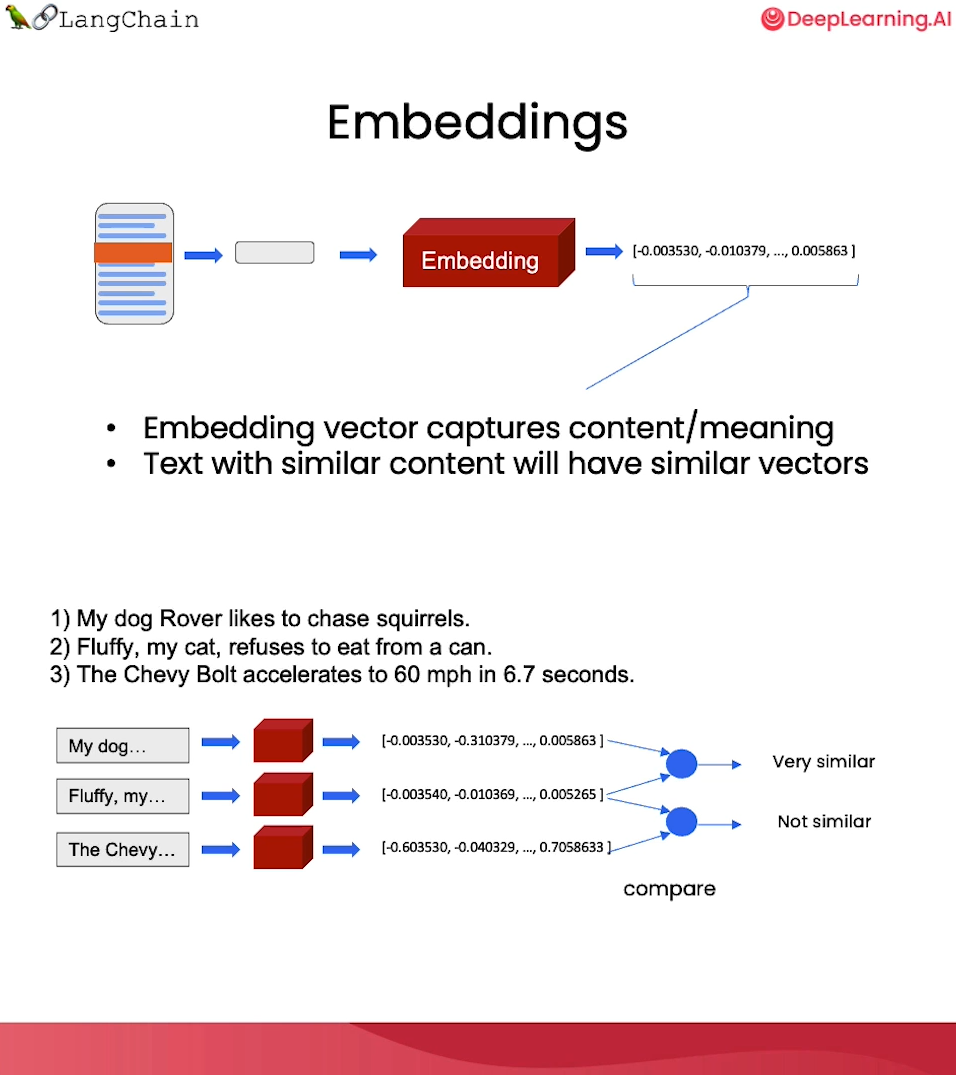 LangChain
DeepLearning.AI
Embeddings
Embedding
[-0.003530, -0.010379, ..., 0.005863 ]
• Embedding vector captures content/meaning
• Text with similar content will have similar vectors
1) My dog Rover likes to chase squirrels.
2) Fluffy, my cat, refuses to eat from a can.
3) The Chevy Bolt accelerates to 60 mph in 6.7 seconds.
My dog...
[-0.003530, -0.310379, ..., 0.005863 ]
Very similar
Fluffy, my...
[-0.003540, -0.010369, ..., 0.005265 ]
Not similar
The Chevy...
[-0.603530, -0.040329, ..., 0.7058633 ]
compare